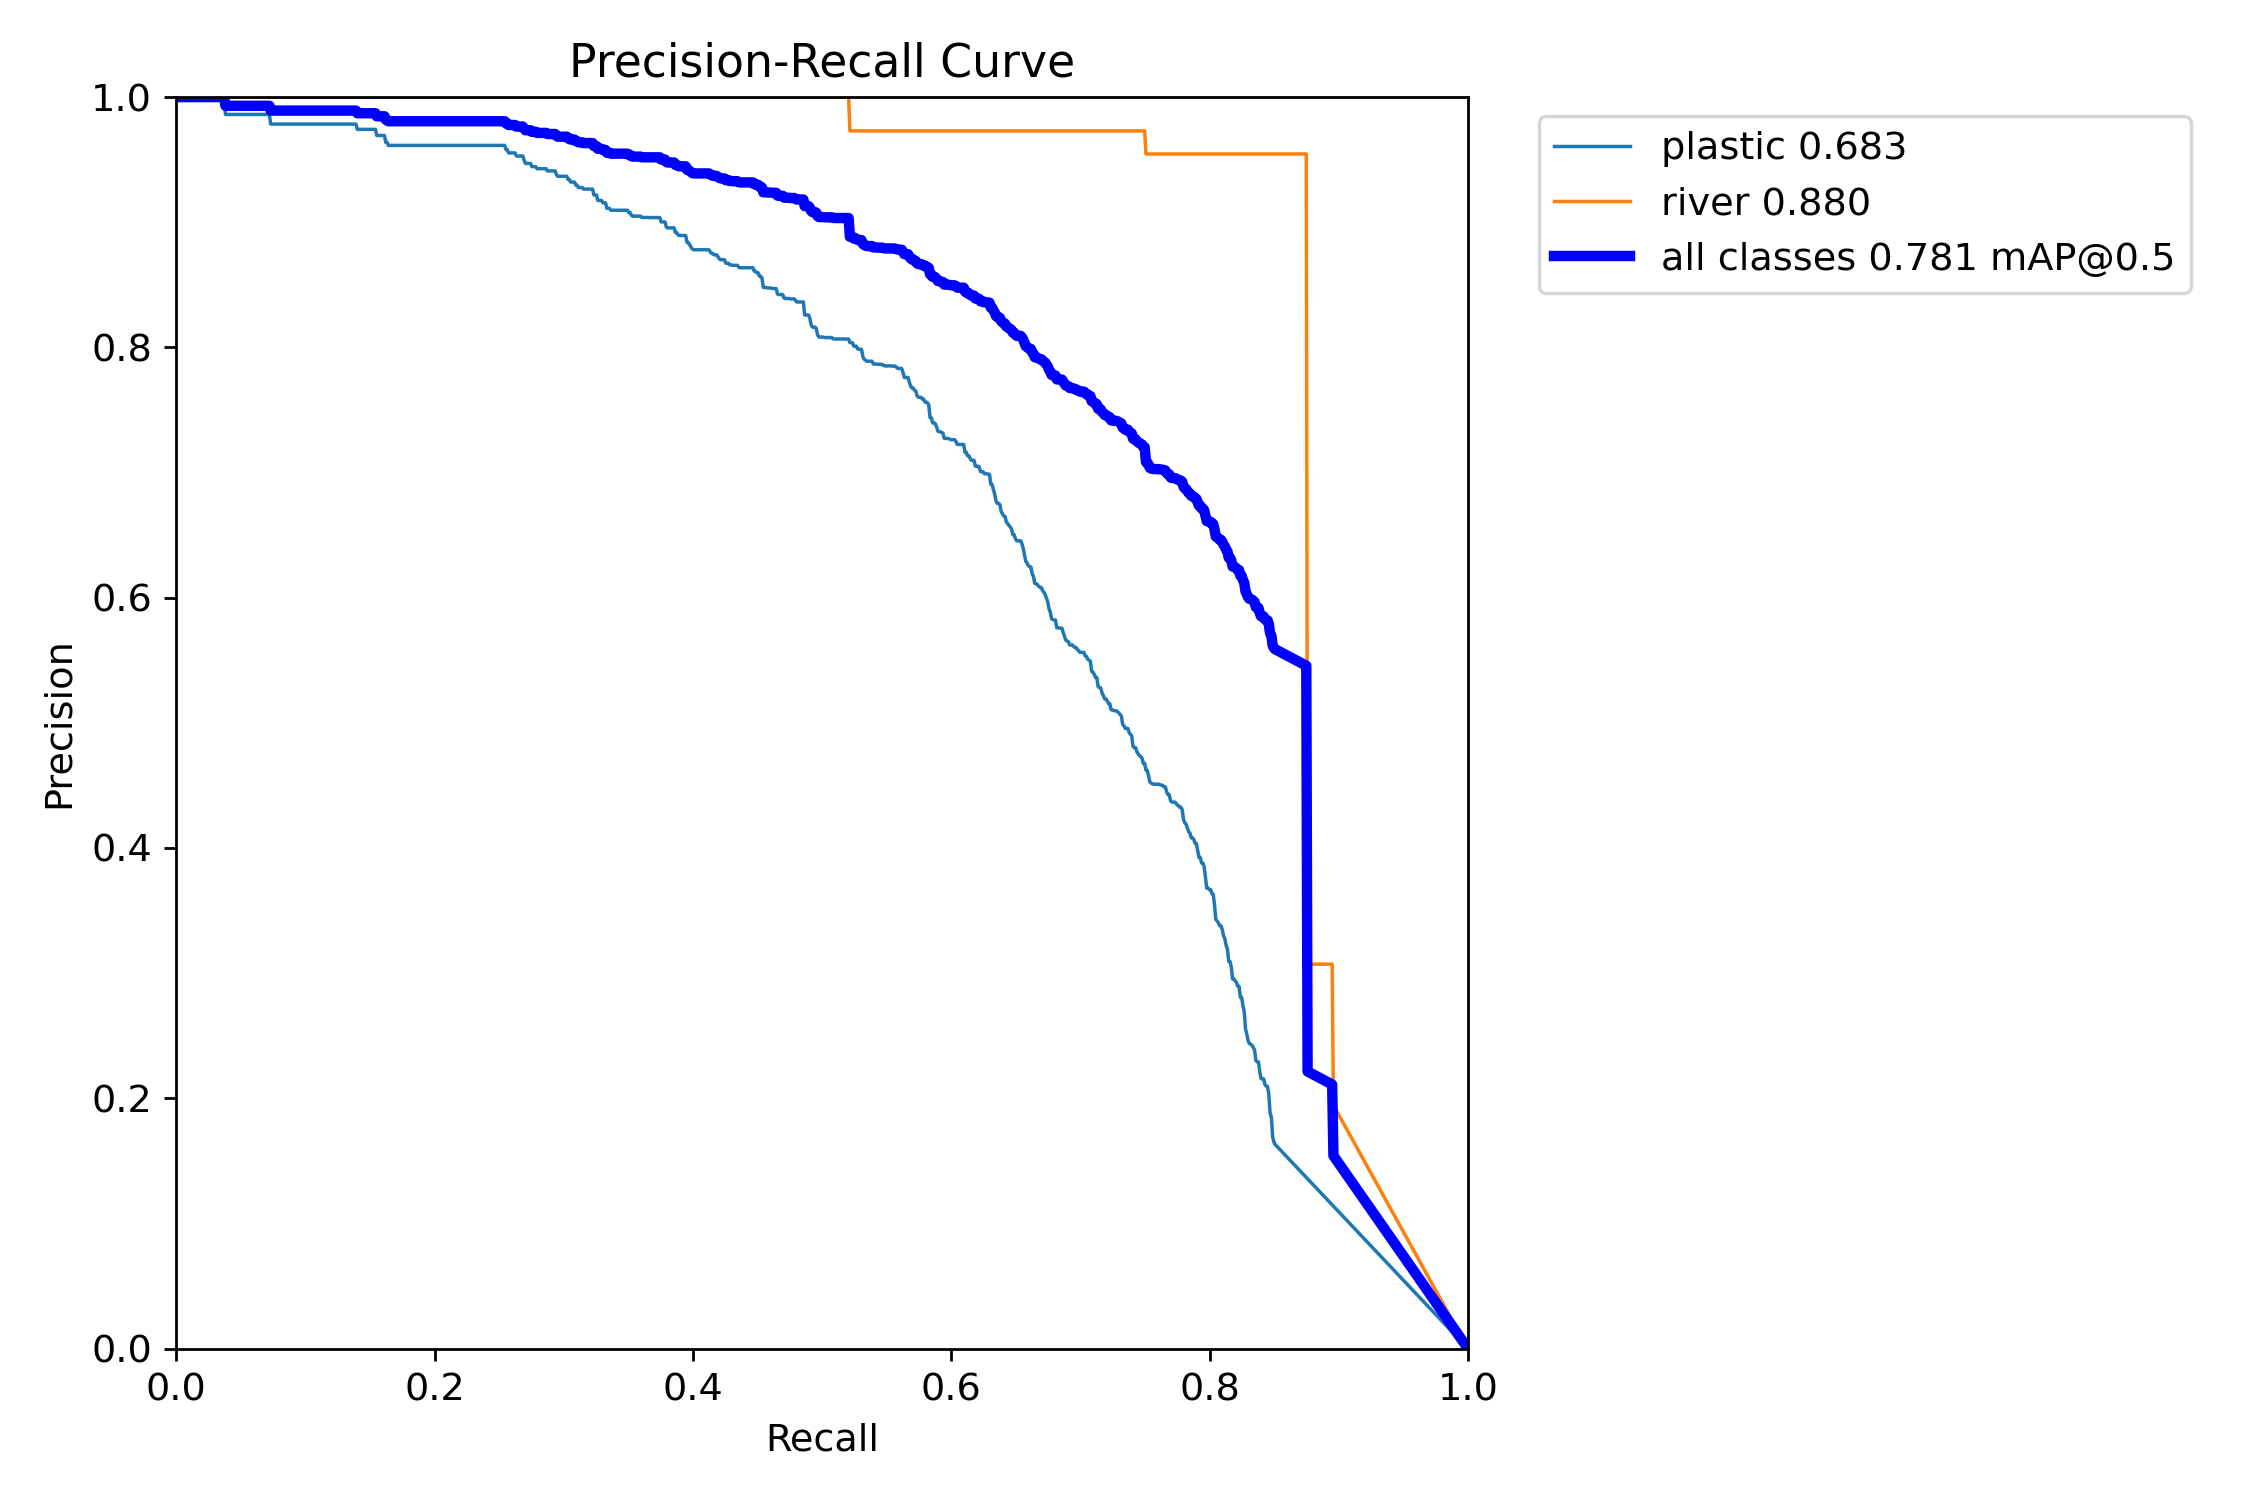 Precision-Recall Curve
1.0
0.8
0.6
0.4
0.2
0.0
Precision
0.0 0.2 0.4 0.6 0.8 1.0
Recall
plastic 0.683
river 0.880
all classes 0.781 mAP@0.5